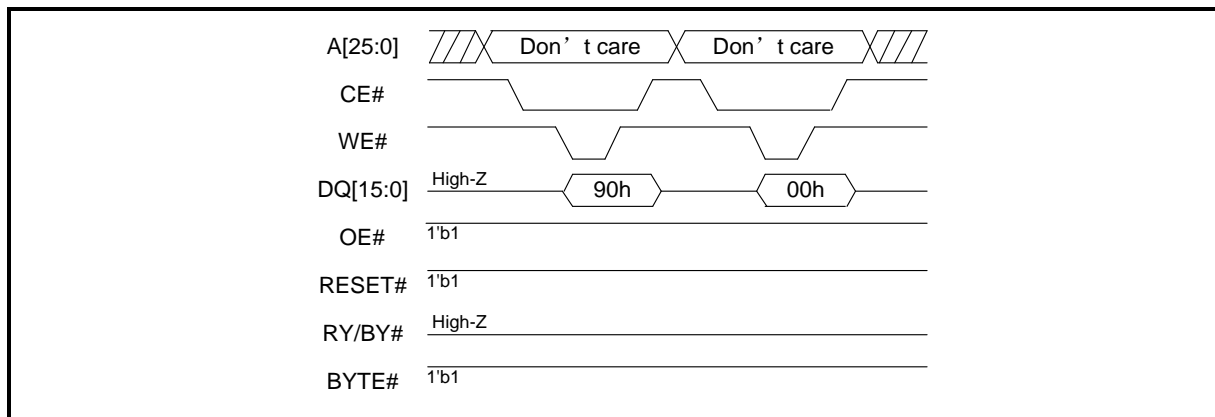 A[25:0] Don’t care Don’t care
CE#
WE#
DQ[15:0] High-Z 90h 00h
OE# 1'b1
RESET# 1'b1
RY/BY# High-Z
BYTE# 1'b1